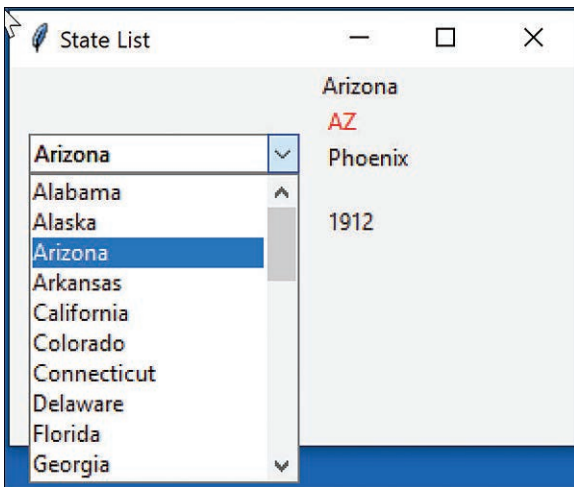 State List
Arizona
AZ
Arizona
Phoenix
Alabama
Alaska
1912
Arizona
Arkansas
California
Colorado
Connecticut
Delaware
Florida
Georgia